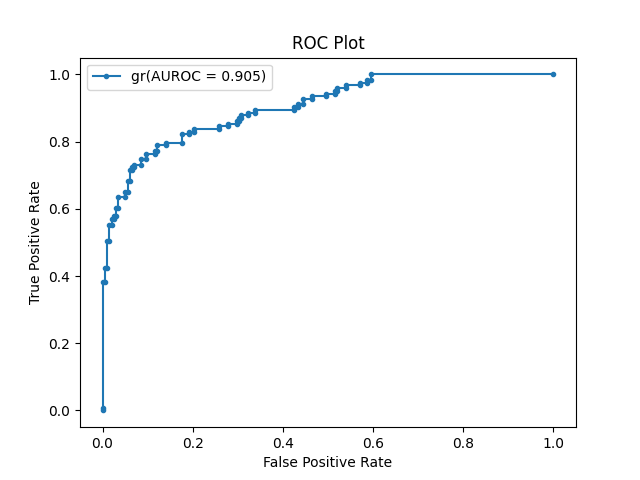 ROC Plot
gr(AUROC = 0.905)
1.0
0.8
0.6
0.4
0.2
0.0
True Positive Rate
0.0 0.2 0.4 0.6 0.8 1.0
False Positive Rate